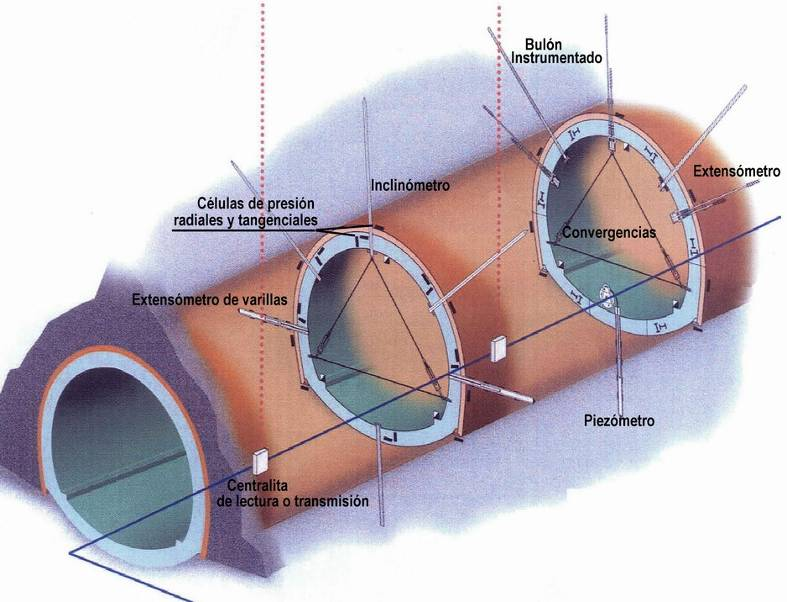 Bulón
Instrumentado
Extensómetro
Inclinómetro
Células de presión
radiales y tangenciales
Convergencias
Extensómetro de varillas
Piezómetro
Centralita
de lectura o transmisión